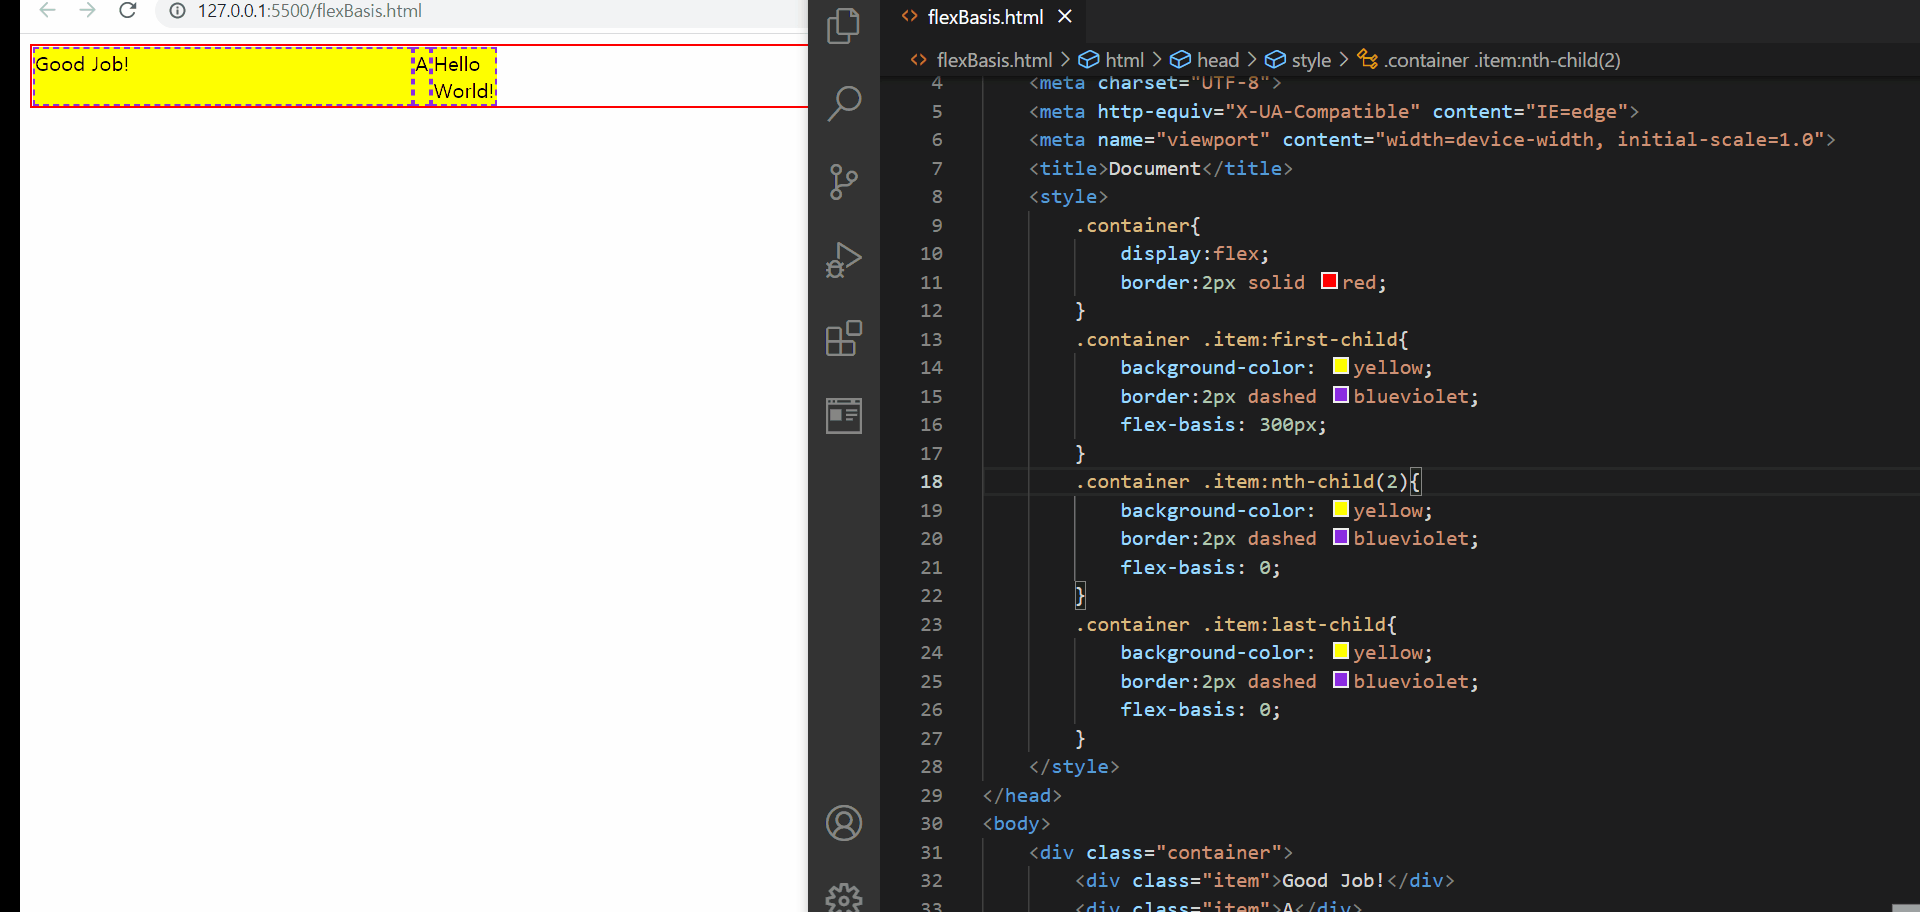 127.0.0.1:5500/flexBasis.html
Good Job!
A
Hello
World!
flexBasis.html
flexBasis.html > html > head > style > .container .item:nth-child(2)
4 <meta charset="UTF-8">
5 <meta http-equiv="X-UA-Compatible" content="IE=edge">
6 <meta name="viewport" content="width=device-width, initial-scale=1.0">
7 <title>Document</title>
8 <style>
9 .container{
10 display:flex;
11 border:2px solid red;
12 }
13 .container .item:first-child{
14 background-color: yellow;
15 border:2px dashed blueviolet;
16 flex-basis: 300px;
17 }
18 .container .item:nth-child(2){
19 background-color: yellow;
20 border:2px dashed blueviolet;
21 flex-basis: 0;
22 }
23 .container .item:last-child{
24 background-color: yellow;
25 border:2px dashed blueviolet;
26 flex-basis: 0;
27 }
28 </style>
29 </head>
30 <body>
31 <div class="container">
32 <div class="item">Good Job!</div>
33 <div class="item">A</div>